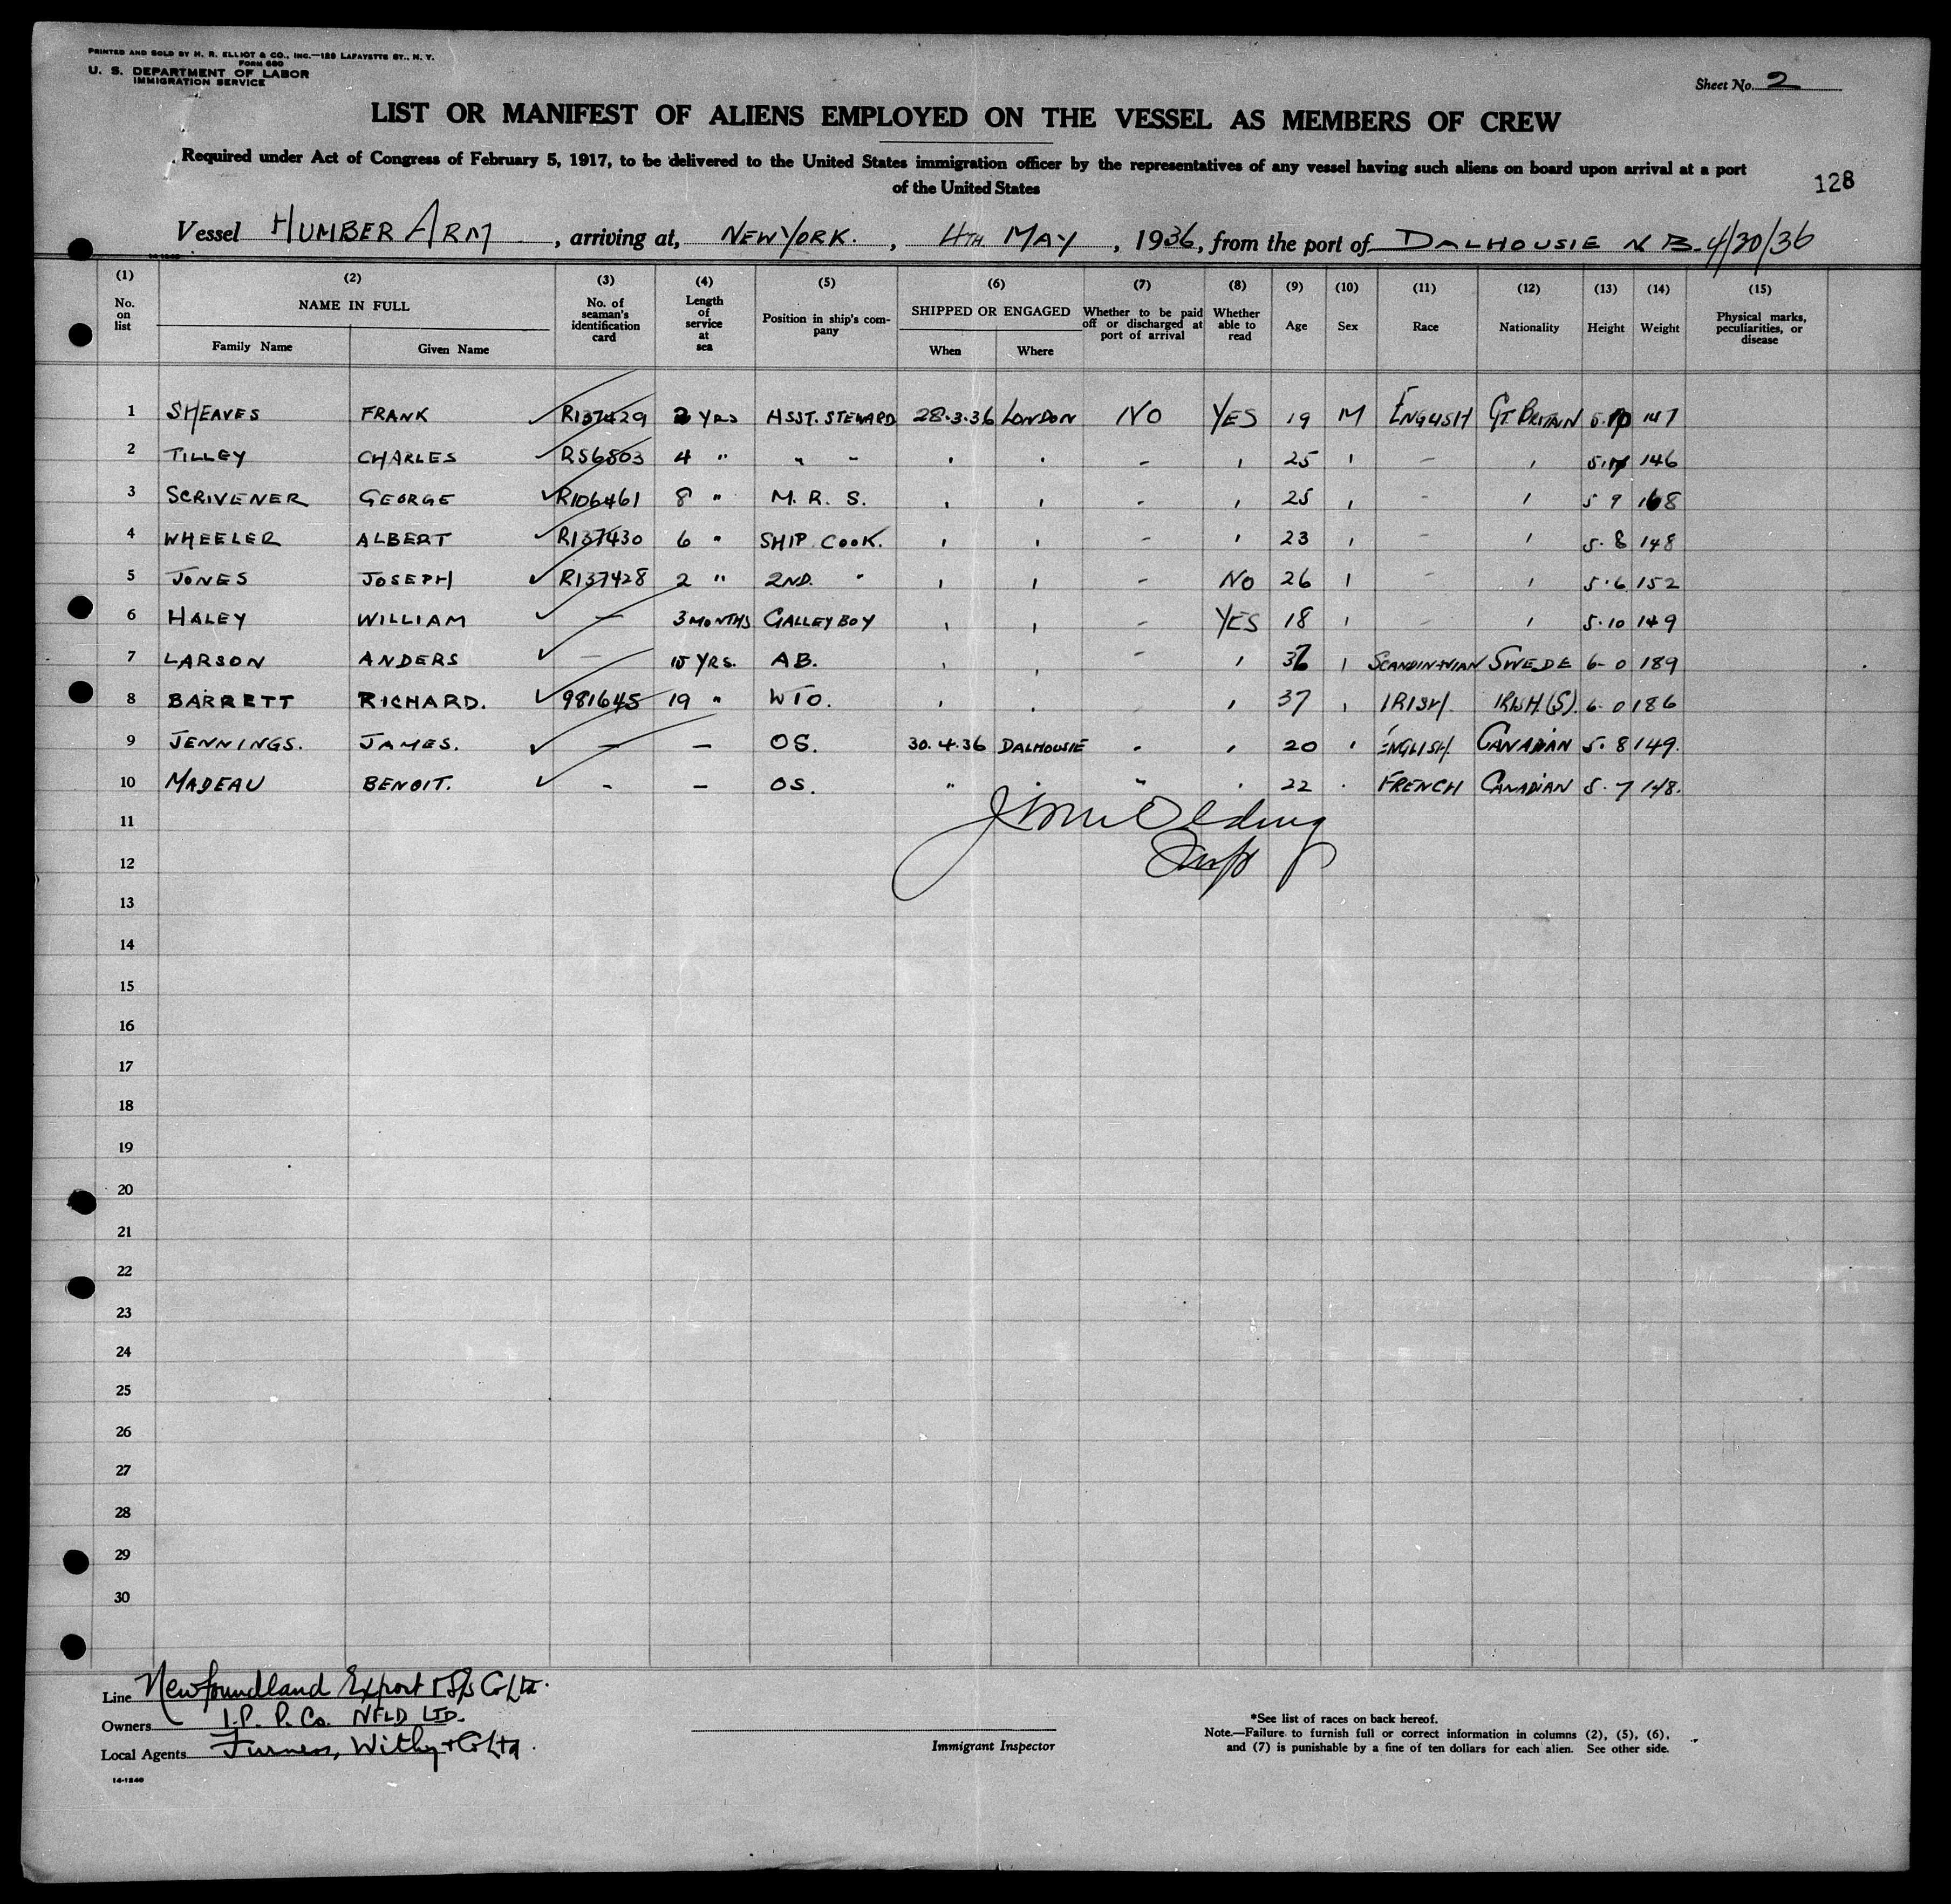 PRINTED AND SOLD BY H. R. ELLIOT & CO., INC.—129 LAFAYETTE ST., N. Y.
FORM 680
U. S. DEPARTMENT OF LABOR
IMMIGRATION SERVICE
Sheet No. 2
LIST OR MANIFEST OF ALIENS EMPLOYED ON THE VESSEL AS MEMBERS OF CREW
Required under Act of Congress of February 5, 1917, to be delivered to the United States immigration officer by the representatives of any vessel having such aliens on board upon arrival at a port
of the United States
128
Vessel HUMBER ARM, arriving at, NEW YORK., 4TH MAY, 1936, from the port of DALHOUSIE N B. 4/30/36
14-1240
(1) (2) (3) (4) (5) (6) (7) (8) (9) (10) (11) (12) (13) (14) (15)
No. on list NAME IN FULL Family Name Given Name No. of seaman's identification card Length of service at sea Position in ship's company SHIPPED OR ENGAGED When Where Whether to be paid off or discharged at port of arrival Whether able to read Age Sex Race Nationality Height Weight Physical marks, peculiarities, or disease
1 SHEAVES FRANK R137429 2 YRS ASST. STEWARD 28.3.36 LONDON NO YES 19 M ENGLISH GT. BRITAIN 147
2 TILLEY CHARLES R56803 4 " " - ' ' - ' 25 ' - ' 146
3 SCRIVENER GEORGE R106461 8 " M. R. S. ' ' - ' 25 ' - ' 5 9 168
4 WHEELER ALBERT R137430 6 " SHIP COOK. ' ' - ' 23 ' - ' 5.8 148
5 JONES JOSEPH R137428 2 " 2ND. " ' ' - NO 26 ' - ' 5.6 152
6 HALEY WILLIAM — 3 MONTHS GALLEY BOY ' ' - YES 18 ' - ' 5.10 149
7 LARSON ANDERS — 15 YRS. AB. ' ' - ' 36 ' SCANDINAVIAN SWEDE 6-0 189
8 BARRETT RICHARD. 981645 19 " WTO. ' ' ' 37 ' IRISH. IRISH.(S). 6-0 186
9 JENNINGS. JAMES. — — OS. 30.4.36 DALHOUSIE - ' 20 ' ENGLISH. CANADIAN 5.8 149.
10 MADEAU BENOIT. - — OS. " " " ' 22 ' FRENCH CANADIAN 5.7 148.
11
12
13
14
15
16
17
18
19
20
21
22
23
24
25
26
27
28
29
30
Line Newfoundland Export & S/S Co Ltd.
Owners I.P.P.Co. NFLD LTD.
Local Agents Furness, Withy & Co Ltd.
Immigrant Inspector
*See list of races on back hereof.
Note.—Failure to furnish full or correct information in columns (2), (5), (6),
and (7) is punishable by a fine of ten dollars for each alien. See other side.
14-1240